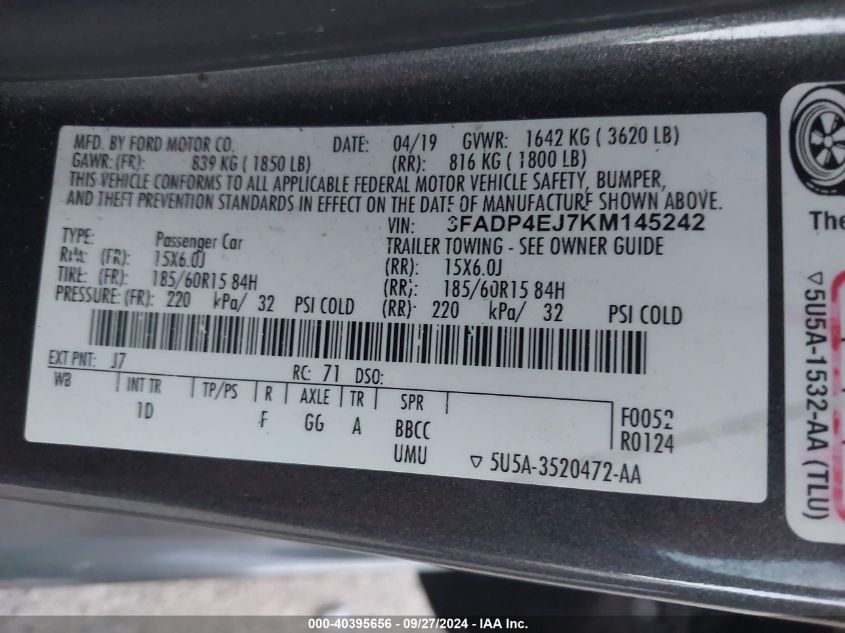 MFD. BY FORD MOTOR CO. DATE: 04/19 GVWR: 1642 KG ( 3620 LB)
GAWR: (FR): 839 KG ( 1850 LB) (RR): 816 KG ( 1800 LB)
THIS VEHICLE CONFORMS TO ALL APPLICABLE FEDERAL MOTOR VEHICLE SAFETY, BUMPER,
AND THEFT PREVENTION STANDARDS IN EFFECT ON THE DATE OF MANUFACTURE SHOWN ABOVE.
VIN: 3FADP4EJ7KM145242
TYPE: Passenger Car TRAILER TOWING - SEE OWNER GUIDE
RIM: (FR): 15X6.0J (RR): 15X6.0J
TIRE: (FR): 185/60R15 84H (RR): 185/60R15 84H
PRESSURE: (FR): 220 kPa/ 32 PSI COLD (RR): 220 kPa/ 32 PSI COLD
EXT PNT: J7 RC: 71 DSO:
WB INT TR TP/PS R AXLE TR SPR
1D F GG A BBCC
UMU
F0052
R0124
▽ 5U5A-3520472-AA
The
▽5U5A-1532-AA (TLU)
000-40395656 - 09/27/2024 - IAA Inc.